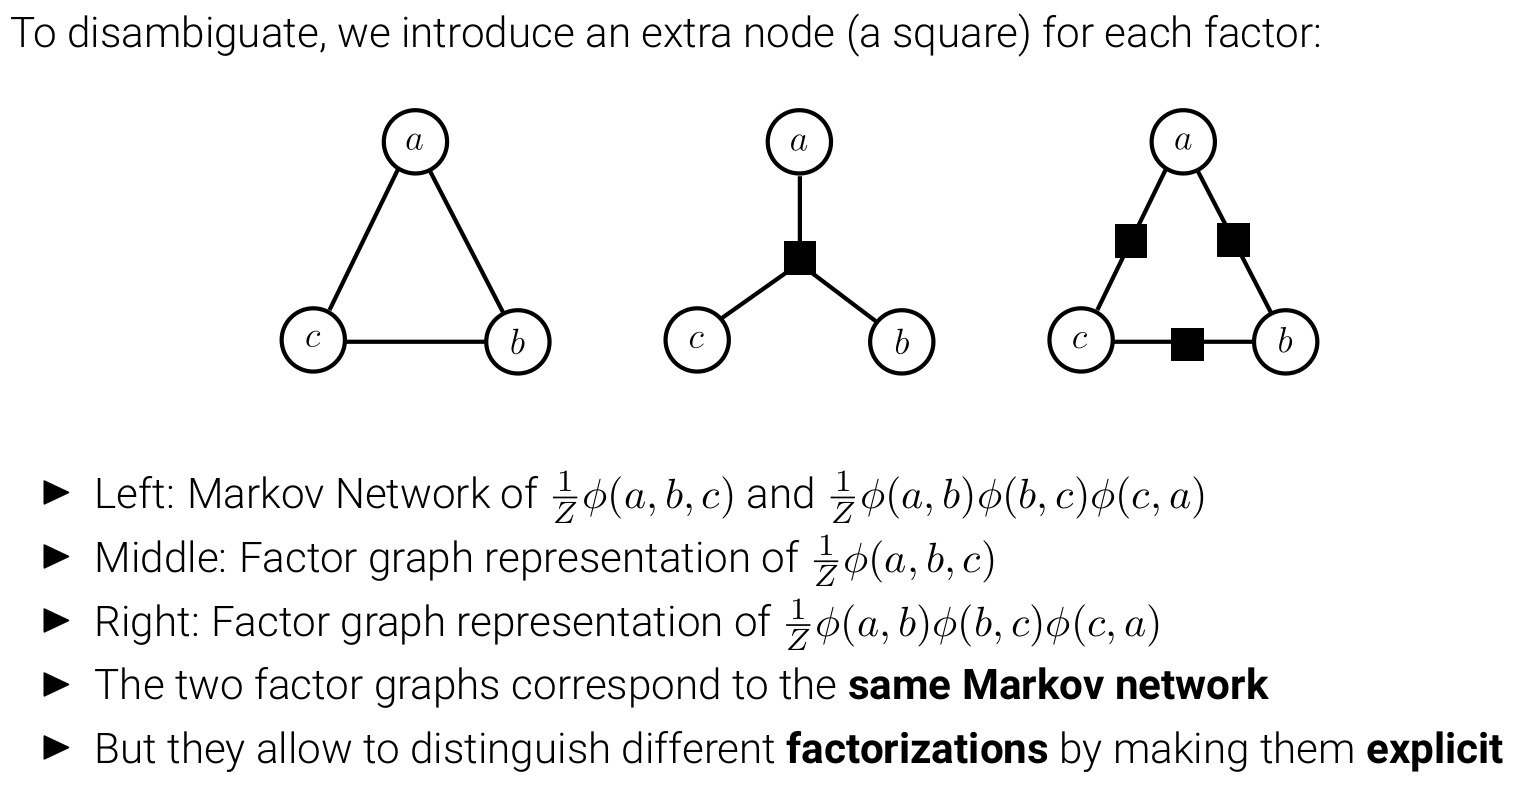 To disambiguate, we introduce an extra node (a square) for each factor:
a
a
a
c
b
c
b
c
b
► Left: Markov Network of $\frac{1}{Z}\phi(a, b, c)$ and $\frac{1}{Z}\phi(a, b)\phi(b, c)\phi(c, a)$
► Middle: Factor graph representation of $\frac{1}{Z}\phi(a, b, c)$
► Right: Factor graph representation of $\frac{1}{Z}\phi(a, b)\phi(b, c)\phi(c, a)$
► The two factor graphs correspond to the same Markov network
► But they allow to distinguish different factorizations by making them explicit